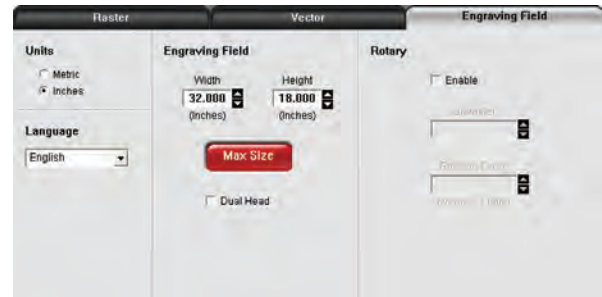 Raster Vector Engraving Field
Units
Metric
Inches
Language
English
Engraving Field
Width Height
32.000 18.000
(Inches) (Inches)
Max Size
Dual Head
Rotary
Enable
Diameter